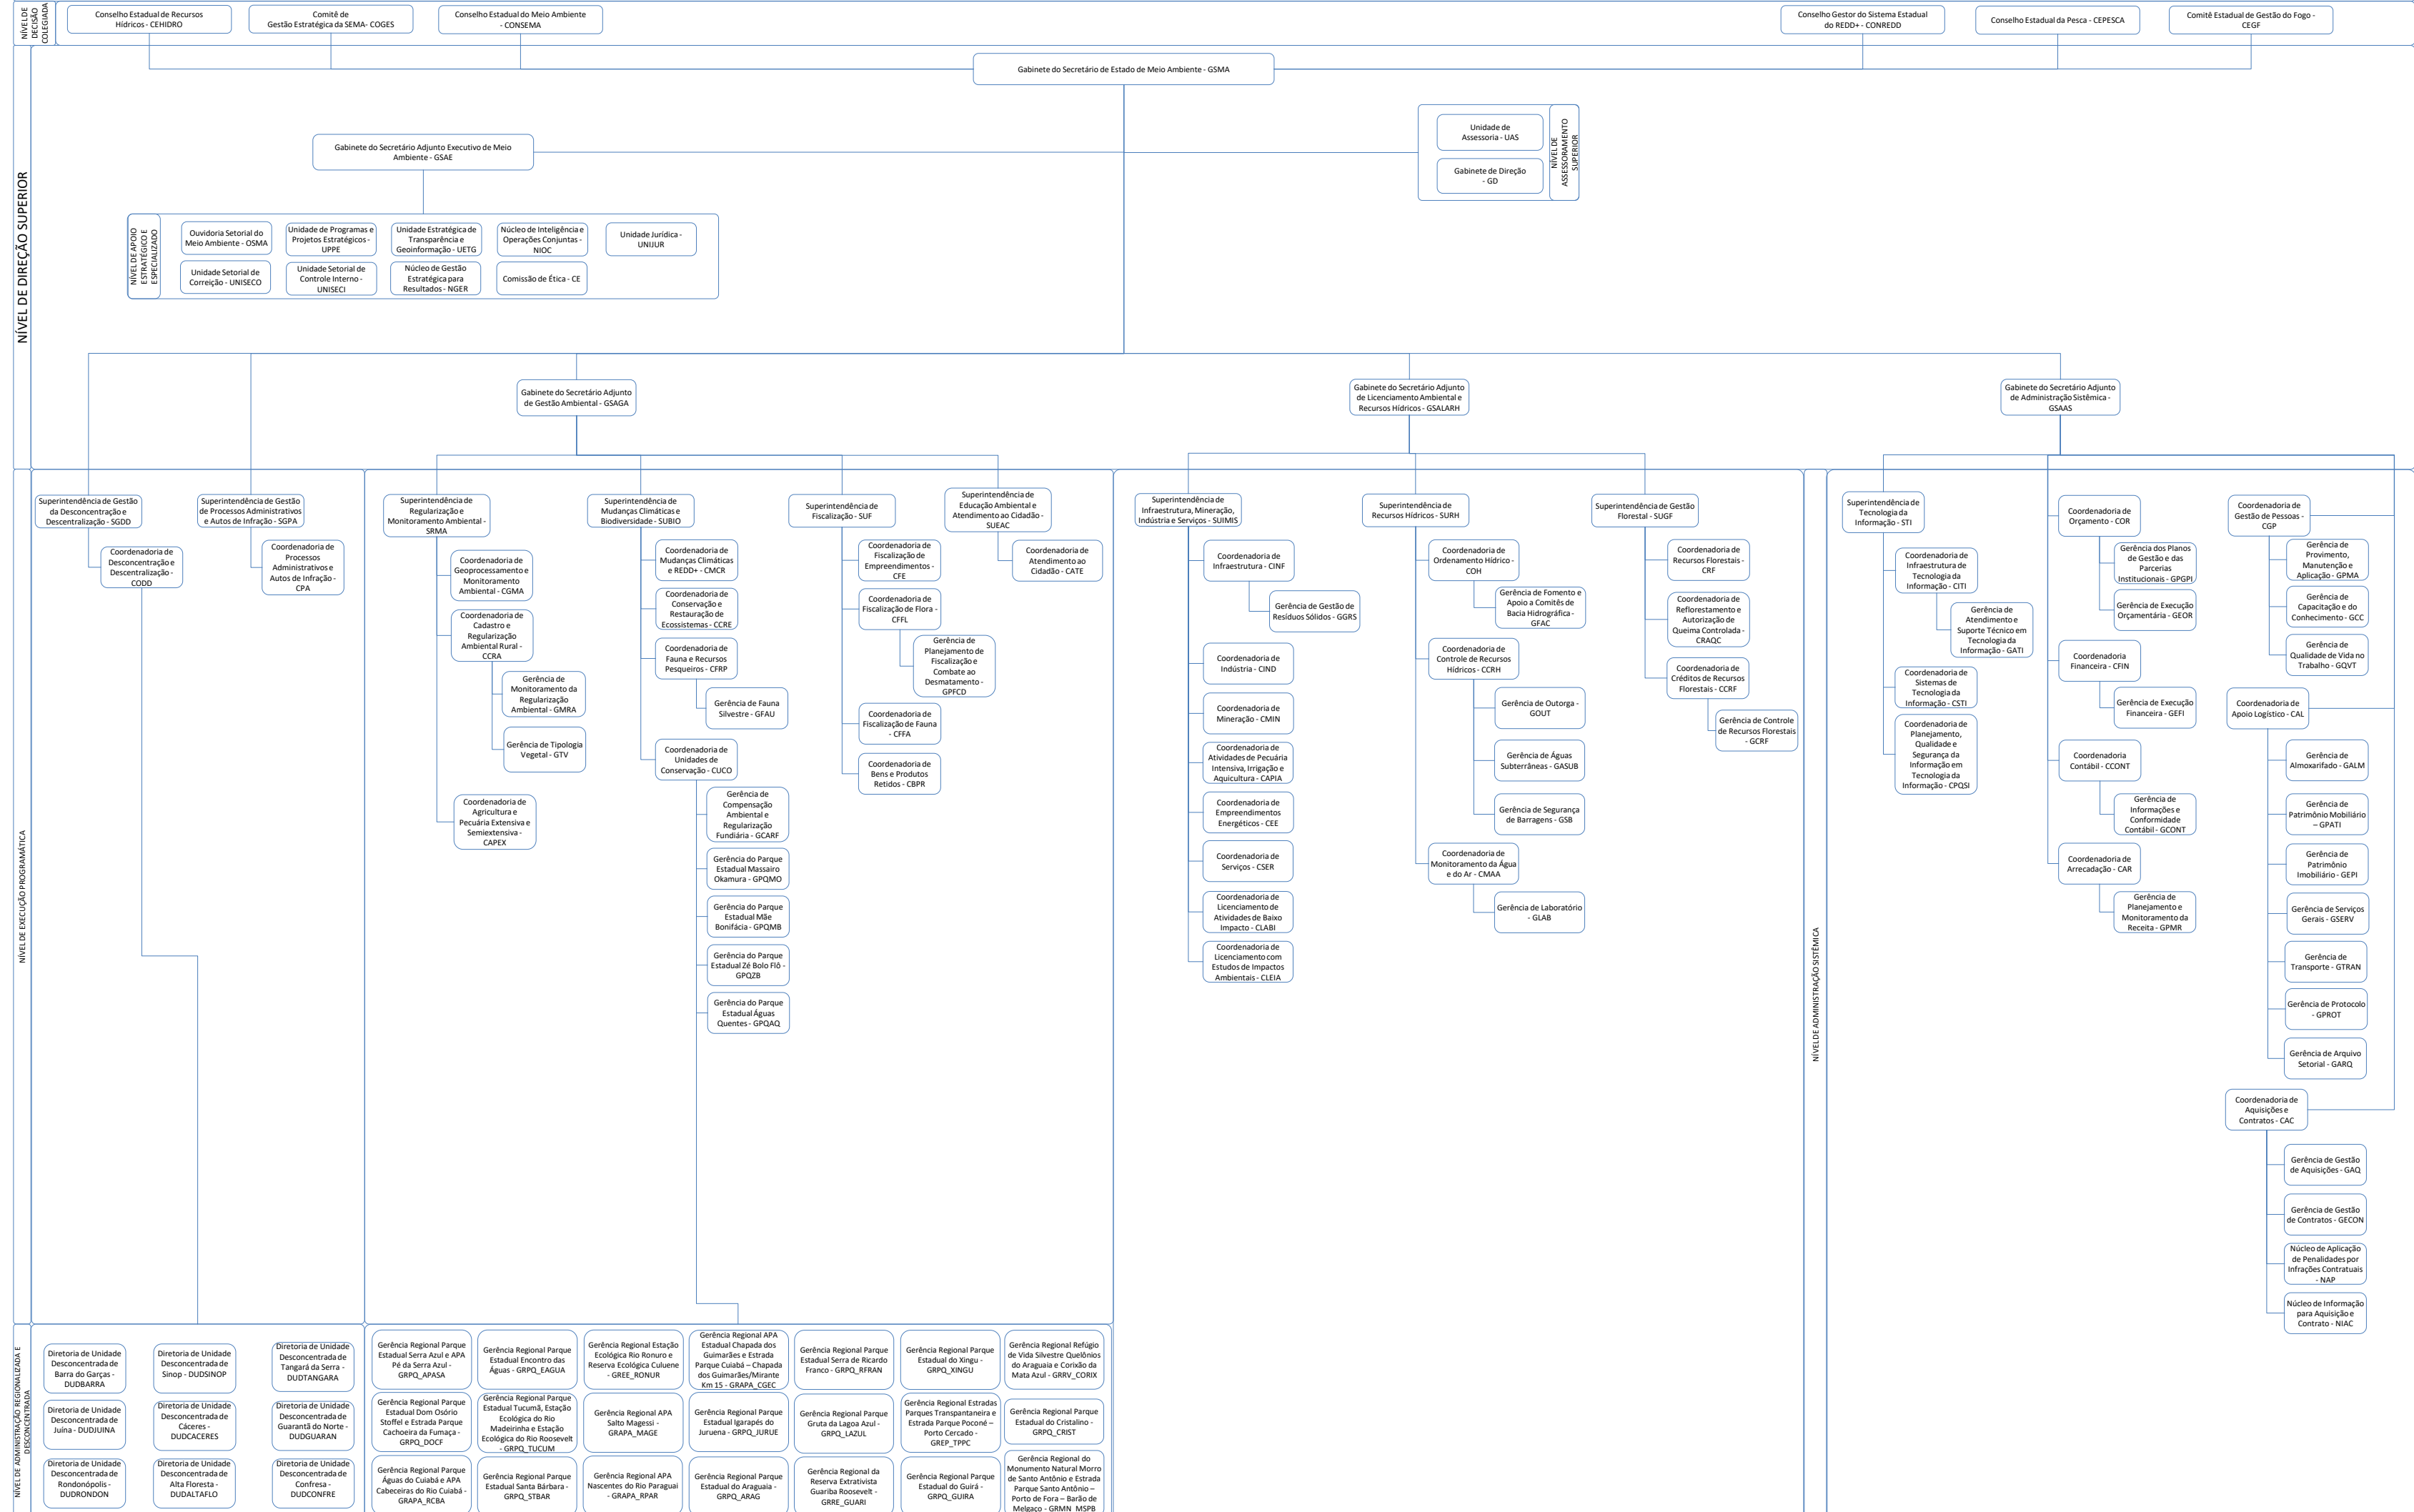 NÍVEL DE
DECISÃO
COLEGIADA
Conselho Estadual de Recursos
Hídricos - CEHIDRO
Comitê de
Gestão Estratégica da SEMA- COGES
Conselho Estadual do Meio Ambiente
- CONSEMA
Conselho Gestor do Sistema Estadual
do REDD+ - CONREDD
Conselho Estadual da Pesca - CEPESCA
Comitê Estadual de Gestão do Fogo -
CEGF
NÍVEL DE DIREÇÃO SUPERIOR
Gabinete do Secretário de Estado de Meio Ambiente - GSMA
Unidade de
Assessoria - UAS
Gabinete de Direção
- GD
NÍVEL DE
ASSESSORAMENTO
SUPERIOR
Gabinete do Secretário Adjunto Executivo de Meio
Ambiente - GSAE
NÍVEL DE APOIO
ESTRATÉGICO E
ESPECIALIZADO
Ouvidoria Setorial do
Meio Ambiente - OSMA
Unidade de Programas e
Projetos Estratégicos -
UPPE
Unidade Estratégica de
Transparência e
Geoinformação - UETG
Núcleo de Inteligência e
Operações Conjuntas -
NIOC
Unidade Jurídica -
UNIJUR
Unidade Setorial de
Correição - UNISECO
Unidade Setorial de
Controle Interno -
UNISECI
Núcleo de Gestão
Estratégica para
Resultados - NGER
Comissão de Ética - CE
Gabinete do Secretário Adjunto
de Gestão Ambiental - GSAGA
Gabinete do Secretário Adjunto
de Licenciamento Ambiental e
Recursos Hídricos - GSALARH
Gabinete do Secretário Adjunto
de Administração Sistêmica -
GSAAS
NÍVEL DE EXECUÇÃO PROGRAMÁTICA
Superintendência de Gestão
da Desconcentração e
Descentralização - SGDD
Coordenadoria de
Desconcentração e
Descentralização -
CODD
Superintendência de Gestão
de Processos Administrativos
e Autos de Infração - SGPA
Coordenadoria de
Processos
Administrativos e
Autos de Infração -
CPA
Superintendência de
Regularização e
Monitoramento Ambiental -
SRMA
Coordenadoria de
Geoprocessamento e
Monitoramento
Ambiental - CGMA
Coordenadoria de
Cadastro e
Regularização
Ambiental Rural -
CCRA
Gerência de
Monitoramento da
Regularização
Ambiental - GMRA
Gerência de Tipologia
Vegetal - GTV
Coordenadoria de
Agricultura e
Pecuária Extensiva e
Semiextensiva -
CAPEX
Superintendência de
Mudanças Climáticas e
Biodiversidade - SUBIO
Coordenadoria de
Mudanças Climáticas
e REDD+ - CMCR
Coordenadoria de
Conservação e
Restauração de
Ecossistemas - CCRE
Coordenadoria de
Fauna e Recursos
Pesqueiros - CFRP
Gerência de Fauna
Silvestre - GFAU
Coordenadoria de
Unidades de
Conservação - CUCO
Gerência de
Compensação
Ambiental e
Regularização
Fundiária - GCARF
Gerência do Parque
Estadual Massairo
Okamura - GPQMO
Gerência do Parque
Estadual Mãe
Bonifácia - GPQMB
Gerência do Parque
Estadual Zé Bolo Flô -
GPQZB
Gerência do Parque
Estadual Águas
Quentes - GPQAQ
Superintendência de
Fiscalização - SUF
Coordenadoria de
Fiscalização de
Empreendimentos -
CFE
Coordenadoria de
Fiscalização de Flora -
CFFL
Gerência de
Planejamento de
Fiscalização e
Combate ao
Desmatamento -
GPFCD
Coordenadoria de
Fiscalização de Fauna
- CFFA
Coordenadoria de
Bens e Produtos
Retidos - CBPR
Superintendência de
Educação Ambiental e
Atendimento ao Cidadão -
SUEAC
Coordenadoria de
Atendimento ao
Cidadão - CATE
Superintendência de
Infraestrutura, Mineração,
Indústria e Serviços - SUIMIS
Coordenadoria de
Infraestrutura - CINF
Gerência de Gestão de
Resíduos Sólidos - GGRS
Coordenadoria de
Indústria - CIND
Coordenadoria de
Mineração - CMIN
Coordenadoria de
Atividades de Pecuária
Intensiva, Irrigação e
Aquicultura - CAPIA
Coordenadoria de
Empreendimentos
Energéticos - CEE
Coordenadoria de
Serviços - CSER
Coordenadoria de
Licenciamento de
Atividades de Baixo
Impacto - CLABI
Coordenadoria de
Licenciamento com
Estudos de Impactos
Ambientais - CLEIA
Superintendência de
Recursos Hídricos - SURH
Coordenadoria de
Ordenamento Hídrico -
COH
Gerência de Fomento e
Apoio a Comitês de
Bacia Hidrográfica -
GFAC
Coordenadoria de
Controle de Recursos
Hídricos - CCRH
Gerência de Outorga -
GOUT
Gerência de Águas
Subterrâneas - GASUB
Gerência de Segurança
de Barragens - GSB
Coordenadoria de
Monitoramento da Água
e do Ar - CMAA
Gerência de Laboratório
- GLAB
Superintendência de Gestão
Florestal - SUGF
Coordenadoria de
Recursos Florestais -
CRF
Coordenadoria de
Reflorestamento e
Autorização de
Queima Controlada -
CRAQC
Coordenadoria de
Créditos de Recursos
Florestais - CCRF
Gerência de Controle
de Recursos Florestais
- GCRF
NÍVEL DE ADMINISTRAÇÃO SISTÊMICA
Superintendência de
Tecnologia da
Informação - STI
Coordenadoria de
Infraestrutura de
Tecnologia da
Informação - CITI
Gerência de
Atendimento e
Suporte Técnico em
Tecnologia da
Informação - GATI
Coordenadoria de
Sistemas de
Tecnologia da
Informação - CSTI
Coordenadoria de
Planejamento,
Qualidade e
Segurança da
Informação em
Tecnologia da
Informação - CPQSI
Coordenadoria de
Orçamento - COR
Gerência dos Planos
de Gestão e das
Parcerias
Institucionais - GPGPI
Gerência de Execução
Orçamentária - GEOR
Coordenadoria
Financeira - CFIN
Gerência de Execução
Financeira - GEFI
Coordenadoria
Contábil - CCONT
Gerência de
Informações e
Conformidade
Contábil - GCONT
Coordenadoria de
Arrecadação - CAR
Gerência de
Planejamento e
Monitoramento da
Receita - GPMR
Coordenadoria de
Gestão de Pessoas -
CGP
Gerência de
Provimento,
Manutenção e
Aplicação - GPMA
Gerência de
Capacitação e do
Conhecimento - GCC
Gerência de
Qualidade de Vida no
Trabalho - GQVT
Coordenadoria de
Apoio Logístico - CAL
Gerência de
Almoxarifado - GALM
Gerência de
Patrimônio Mobiliário
– GPATI
Gerência de
Patrimônio
Imobiliário - GEPI
Gerência de Serviços
Gerais - GSERV
Gerência de
Transporte - GTRAN
Gerência de Protocolo
- GPROT
Gerência de Arquivo
Setorial - GARQ
Coordenadoria de
Aquisições e
Contratos - CAC
Gerência de Gestão
de Aquisições - GAQ
Gerência de Gestão
de Contratos - GECON
Núcleo de Aplicação
de Penalidades por
Infrações Contratuais
- NAP
Núcleo de Informação
para Aquisição e
Contrato - NIAC
NÍVEL DE ADMINISTRAÇÃO REGIONALIZADA E
DESCONCENTRADA
Diretoria de Unidade
Desconcentrada de
Barra do Garças -
DUDBARRA
Diretoria de Unidade
Desconcentrada de
Sinop - DUDSINOP
Diretoria de Unidade
Desconcentrada de
Tangará da Serra -
DUDTANGARA
Diretoria de Unidade
Desconcentrada de
Juína - DUDJUINA
Diretoria de Unidade
Desconcentrada de
Cáceres -
DUDCACERES
Diretoria de Unidade
Desconcentrada de
Guarantã do Norte -
DUDGUARAN
Diretoria de Unidade
Desconcentrada de
Rondonópolis -
DUDRONDON
Diretoria de Unidade
Desconcentrada de
Alta Floresta -
DUDALTAFLO
Diretoria de Unidade
Desconcentrada de
Confresa -
DUDCONFRE
Gerência Regional Parque
Estadual Serra Azul e APA
Pé da Serra Azul -
GRPQ_APASA
Gerência Regional Parque
Estadual Encontro das
Águas - GRPQ_EAGUA
Gerência Regional Estação
Ecológica Rio Ronuro e
Reserva Ecológica Culuene
- GREE_RONUR
Gerência Regional APA
Estadual Chapada dos
Guimarães e Estrada
Parque Cuiabá – Chapada
dos Guimarães/Mirante
Km 15 - GRAPA_CGEC
Gerência Regional Parque
Estadual Serra de Ricardo
Franco - GRPQ_RFRAN
Gerência Regional Parque
Estadual do Xingu -
GRPQ_XINGU
Gerência Regional Refúgio
de Vida Silvestre Quelônios
do Araguaia e Corixão da
Mata Azul - GRRV_CORIX
Gerência Regional Parque
Estadual Dom Osório
Stoffel e Estrada Parque
Cachoeira da Fumaça -
GRPQ_DOCF
Gerência Regional Parque
Estadual Tucumã, Estação
Ecológica do Rio
Madeirinha e Estação
Ecológica do Rio Roosevelt
- GRPQ_TUCUM
Gerência Regional APA
Salto Magessi -
GRAPA_MAGE
Gerência Regional Parque
Estadual Igarapés do
Juruena - GRPQ_JURUE
Gerência Regional Parque
Gruta da Lagoa Azul -
GRPQ_LAZUL
Gerência Regional Estradas
Parques Transpantaneira e
Estrada Parque Poconé –
Porto Cercado -
GREP_TPPC
Gerência Regional Parque
Estadual do Cristalino -
GRPQ_CRIST
Gerência Regional Parque
Águas do Cuiabá e APA
Cabeceiras do Rio Cuiabá -
GRAPA_RCBA
Gerência Regional Parque
Estadual Santa Bárbara -
GRPQ_STBAR
Gerência Regional APA
Nascentes do Rio Paraguai
- GRAPA_RPAR
Gerência Regional Parque
Estadual do Araguaia -
GRPQ_ARAG
Gerência Regional da
Reserva Extrativista
Guariba Roosevelt -
GRRE_GUARI
Gerência Regional Parque
Estadual do Guirá -
GRPQ_GUIRA
Gerência Regional do
Monumento Natural Morro
de Santo Antônio e Estrada
Parque Santo Antônio –
Porto de Fora – Barão de
Melgaço - GRMN_MSPB